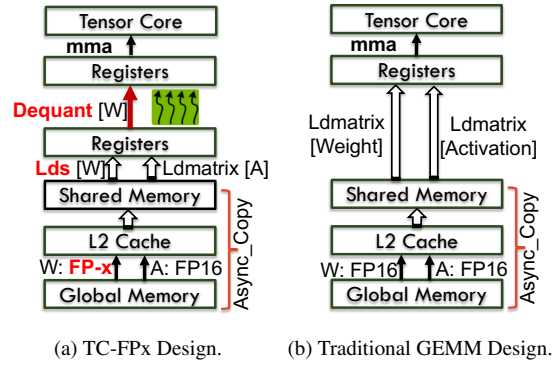 Tensor Core
mma
Registers
Dequant [W]
Registers
Lds [W]
Ldmatrix [A]
Shared Memory
L2 Cache
W: FP-x
A: FP16
Global Memory
Async_Copy
(a) TC-FPx Design.
Tensor Core
mma
Registers
Ldmatrix
[Weight]
Ldmatrix
[Activation]
Shared Memory
L2 Cache
W: FP16
A: FP16
Global Memory
Async_Copy
(b) Traditional GEMM Design.